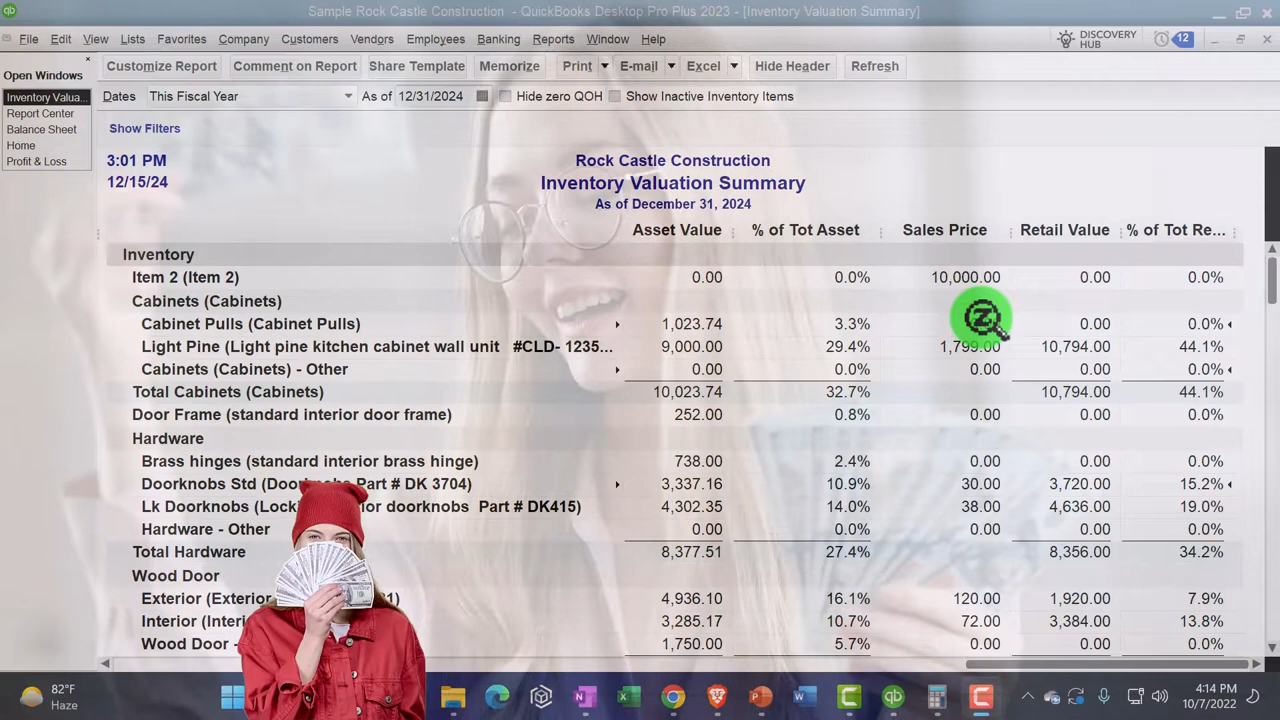 Sample Rock Castle Construction - QuickBooks Desktop Pro Plus 2023 - [Inventory Valuation Summary]
File Edit View Lists Favorites Company Customers Vendors Employees Banking Reports Window Help DISCOVERY HUB 12
Open Windows
Inventory Valua...
Report Center
Balance Sheet
Home
Profit & Loss
Customize Report Comment on Report Share Template Memorize Print E-mail Excel Hide Header Refresh
Dates This Fiscal Year As of 12/31/2024 Hide zero QOH Show Inactive Inventory Items
Show Filters
3:01 PM
12/15/24
Rock Castle Construction
Inventory Valuation Summary
As of December 31, 2024
Asset Value % of Tot Asset Sales Price Retail Value % of Tot Re...
Inventory
Item 2 (Item 2) 0.00 0.0% 10,000.00 0.00 0.0%
Cabinets (Cabinets)
Cabinet Pulls (Cabinet Pulls) 1,023.74 3.3% 0.00 0.0%
Light Pine (Light pine kitchen cabinet wall unit #CLD- 1235... 9,000.00 29.4% 1,799.00 10,794.00 44.1%
Cabinets (Cabinets) - Other 0.00 0.0% 0.00 0.00 0.0%
Total Cabinets (Cabinets) 10,023.74 32.7% 10,794.00 44.1%
Door Frame (standard interior door frame) 252.00 0.8% 0.00 0.00 0.0%
Hardware
Brass hinges (standard interior brass hinge) 738.00 2.4% 0.00 0.00 0.0%
Doorknobs Std (Doorknobs Part # DK 3704) 3,337.16 10.9% 30.00 3,720.00 15.2%
Lk Doorknobs (Locking interior doorknobs Part # DK415) 4,302.35 14.0% 38.00 4,636.00 19.0%
Hardware - Other 0.00 0.0% 0.00 0.00 0.0%
Total Hardware 8,377.51 27.4% 8,356.00 34.2%
Wood Door
Exterior (Exterior 4,936.10 16.1% 120.00 1,920.00 7.9%
Interior (Interi 3,285.17 10.7% 72.00 3,384.00 13.8%
Wood Door - 1,750.00 5.7% 0.00 0.00 0.0%
82°F
Haze
4:14 PM
10/7/2022